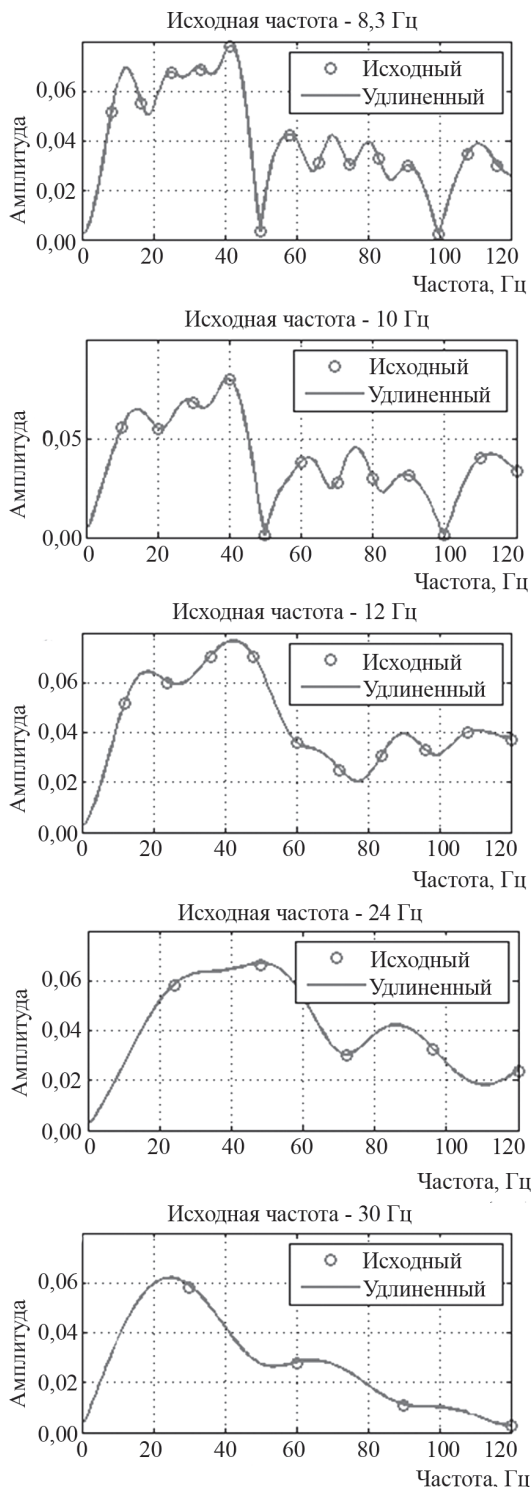 Исходная частота - 8,3 Гц
Исходный
Удлиненный
Амплитуда
0,06
0,04
0,02
0,00
0 20 40 60 80 100 120
Частота, Гц
Исходная частота - 10 Гц
Исходный
Удлиненный
Амплитуда
0,05
0,00
0 20 40 60 80 100 120
Частота, Гц
Исходная частота - 12 Гц
Исходный
Удлиненный
Амплитуда
0,06
0,04
0,02
0,00
0 20 40 60 80 100 120
Частота, Гц
Исходная частота - 24 Гц
Исходный
Удлиненный
Амплитуда
0,06
0,04
0,02
0,00
0 20 40 60 80 100 120
Частота, Гц
Исходная частота - 30 Гц
Исходный
Удлиненный
Амплитуда
0,06
0,04
0,02
0,00
0 20 40 60 80 100 120
Частота, Гц